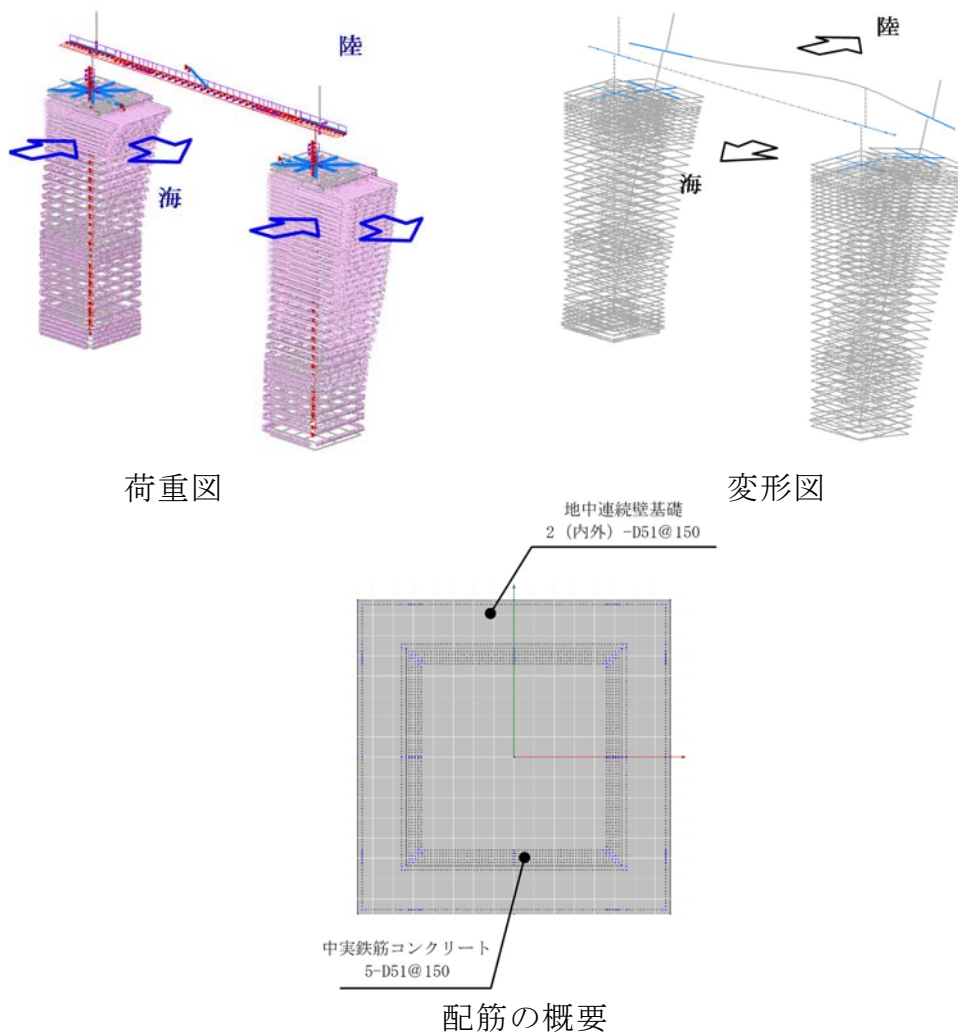 陸
海
陸
海
荷重図
変形図
地中連続壁基礎
2（内外）-D51@150
中実鉄筋コンクリート
5-D51@150
配筋の概要